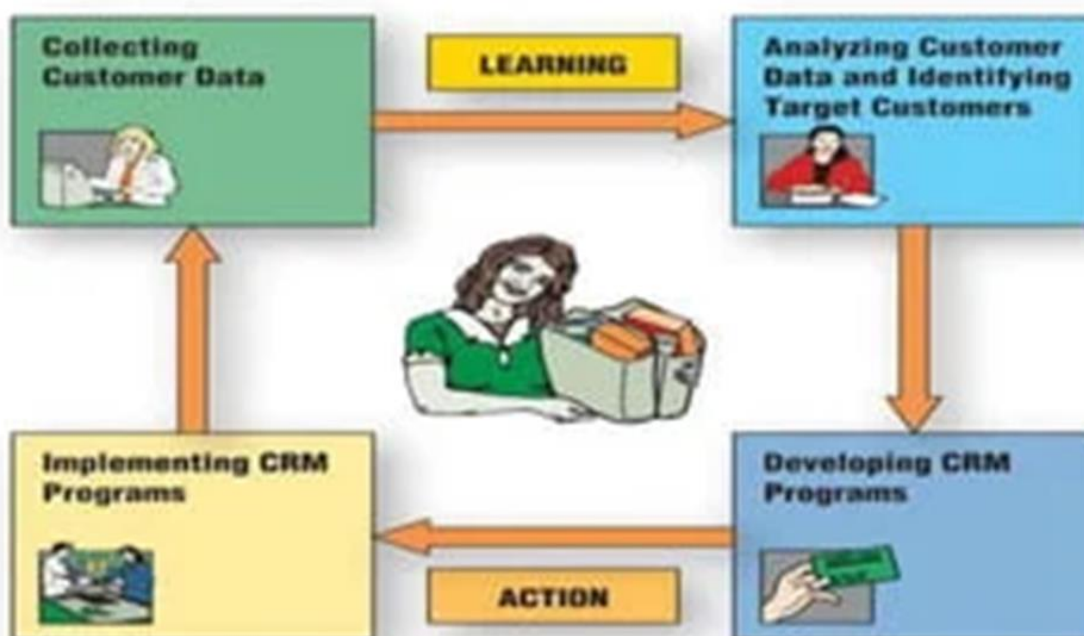 Collecting
Customer Data
LEARNING
Analyzing Customer
Data and Identifying
Target Customers
Implementing CRM
Programs
Developing CRM
Programs
ACTION